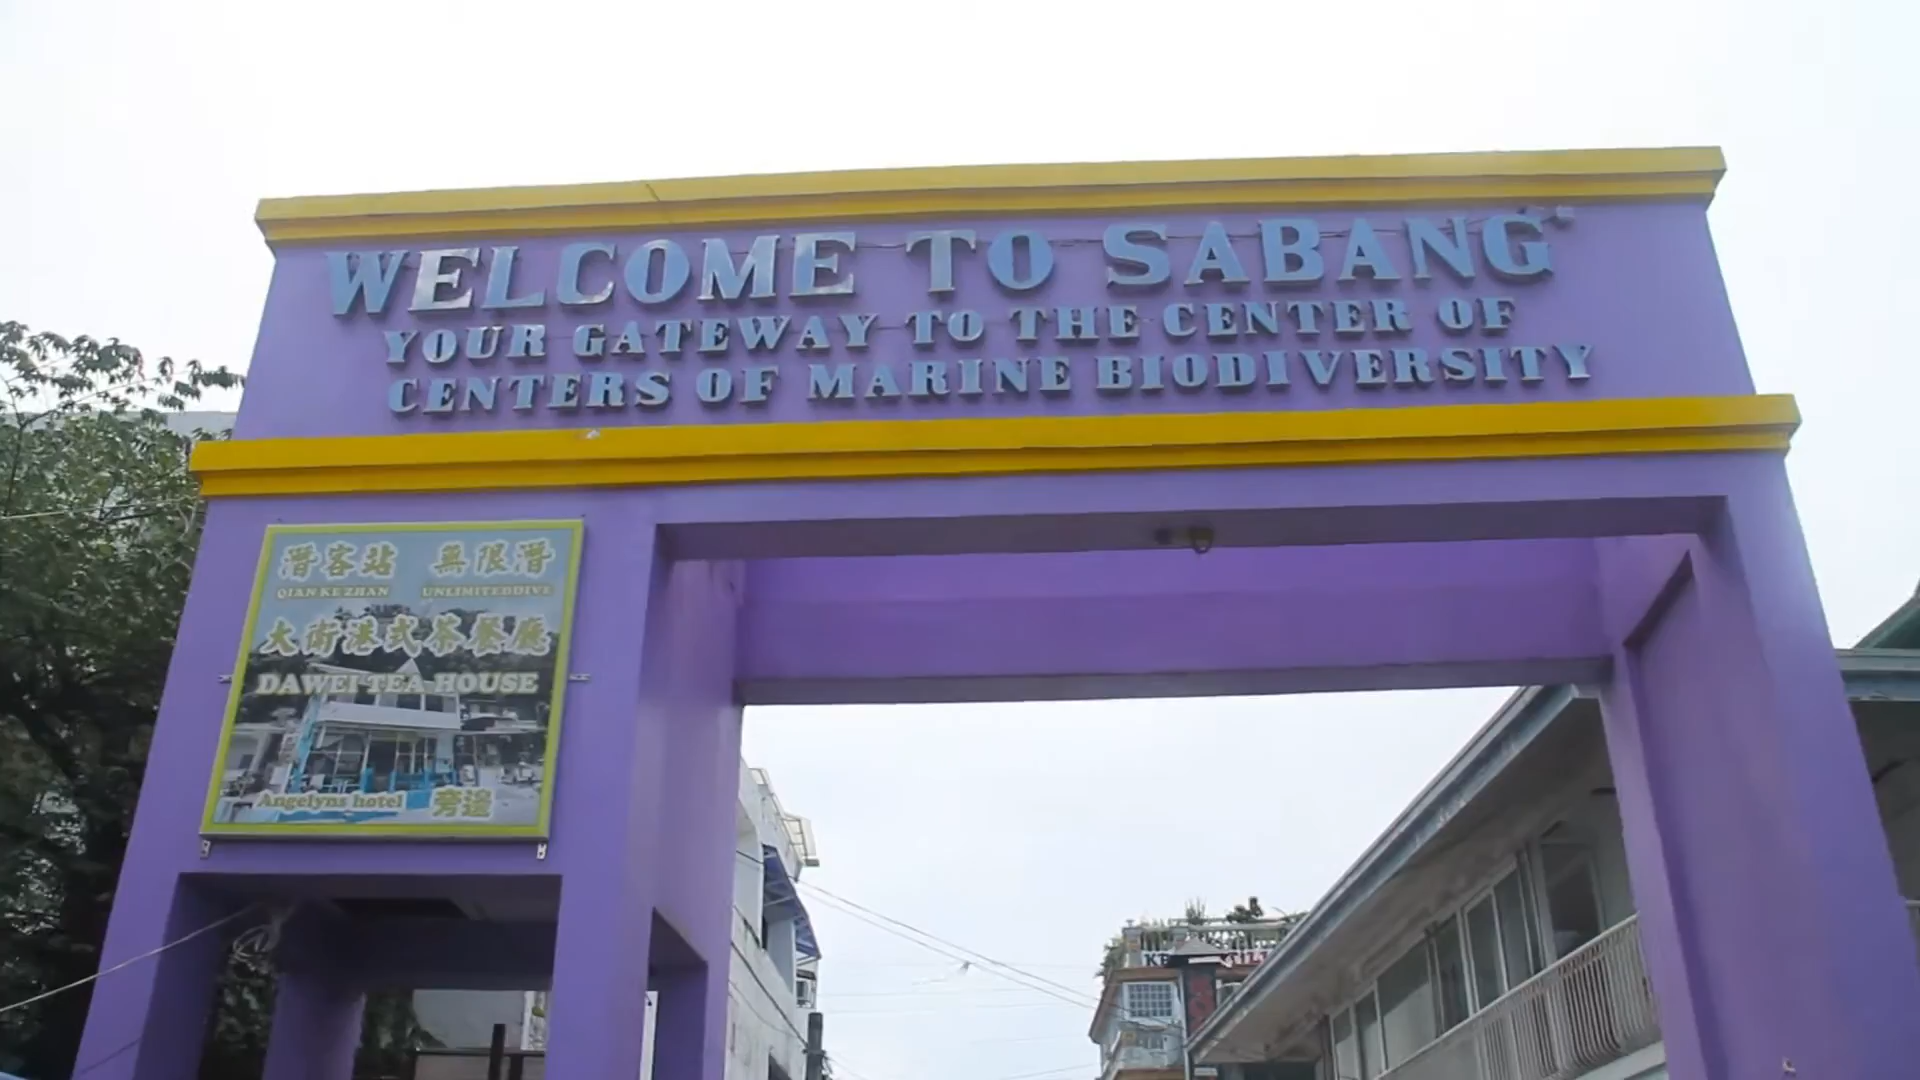 WELCOME TO SABANG
YOUR GATEWAY TO THE CENTER OF
CENTERS OF MARINE BIODIVERSITY
潛客站 無限潛
QIAN KE ZHAN UNLIMITEDDIVE
大衛港式茶餐廳
DAWEI TEA HOUSE
Angelyns hotel 旁邊